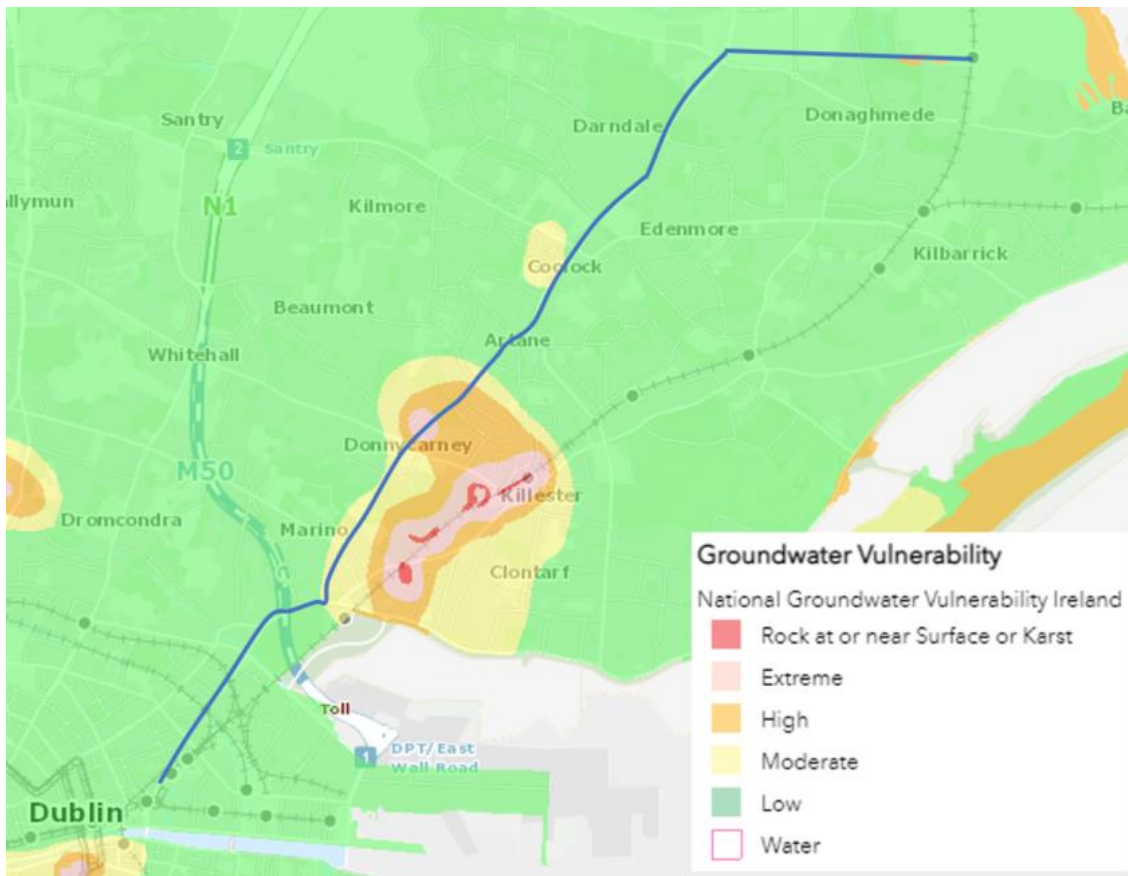 Santry
2
Santry
Darndale
Donaghmede
Ba
allymun
N1
Kilmore
Edenmore
Kilbarrick
Coolock
Beaumont
Artane
Whitehall
Donnycarney
M50
Killester
Dromcondra
Marino
Clontarf
Toll
1
DPT/East
Wall Road
Dublin
Groundwater Vulnerability
National Groundwater Vulnerability Ireland
Rock at or near Surface or Karst
Extreme
High
Moderate
Low
Water